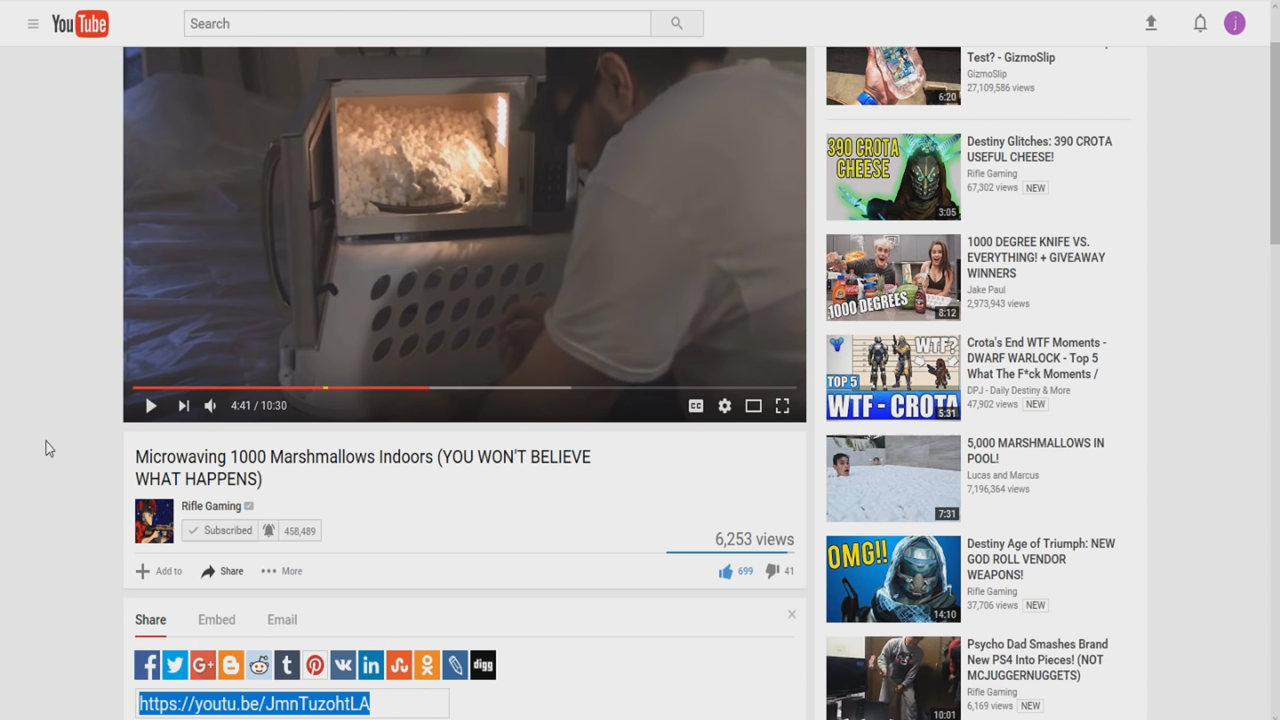 YouTube
Search
j
Test? - GizmoSlip
GizmoSlip
27,109,586 views
6:20
390 CROTA
CHEESE
3:05
Destiny Glitches: 390 CROTA
USEFUL CHEESE!
Rifle Gaming
67,302 views NEW
1000 DEGREES
8:12
1000 DEGREE KNIFE VS.
EVERYTHING! + GIVEAWAY
WINNERS
Jake Paul
2,973,943 views
WTF?
TOP 5
WTF - CROTA
5:31
Crota's End WTF Moments -
DWARF WARLOCK - Top 5
What The F*ck Moments /
DPJ - Daily Destiny & More
47,902 views NEW
7:31
5,000 MARSHMALLOWS IN
POOL!
Lucas and Marcus
7,196,364 views
OMG!!
14:10
Destiny Age of Triumph: NEW
GOD ROLL VENDOR
WEAPONS!
Rifle Gaming
37,706 views NEW
10:01
Psycho Dad Smashes Brand
New PS4 Into Pieces! (NOT
MCJUGGERNUGGETS)
Rifle Gaming
6,169 views NEW
4:41 / 10:30
CC
Microwaving 1000 Marshmallows Indoors (YOU WON'T BELIEVE
WHAT HAPPENS)
Rifle Gaming
Subscribed 458,489
6,253 views
Add to Share More
699 41
Share Embed Email
digg
https://youtu.be/JmnTuzohtLA